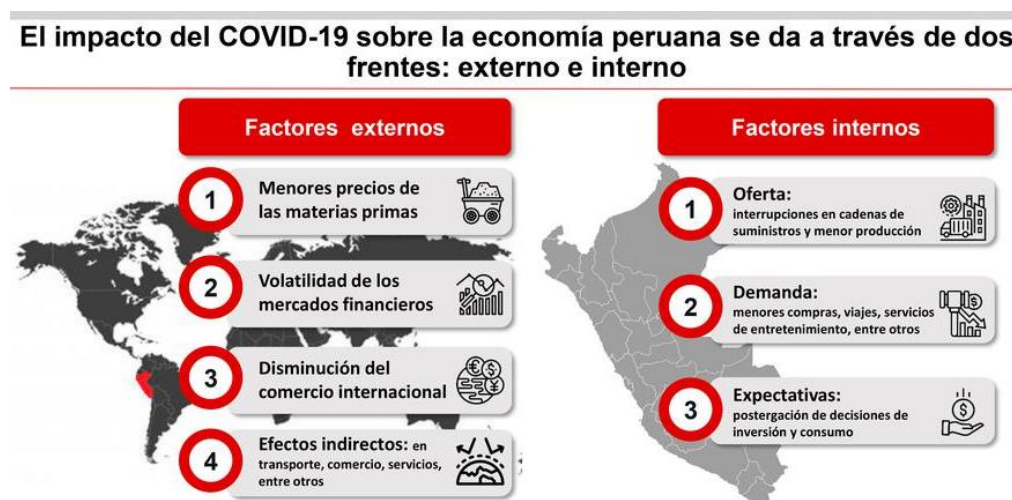 El impacto del COVID-19 sobre la economía peruana se da a través de dos
frentes: externo e interno
Factores externos
1
Menores precios de
las materias primas
2
Volatilidad de los
mercados financieros
3
Disminución del
comercio internacional
4
Efectos indirectos: en
transporte, comercio, servicios,
entre otros
Factores internos
1
Oferta:
interrupciones en cadenas de
suministros y menor producción
2
Demanda:
menores compras, viajes, servicios
de entretenimiento, entre otros
3
Expectativas:
postergación de decisiones de
inversión y consumo